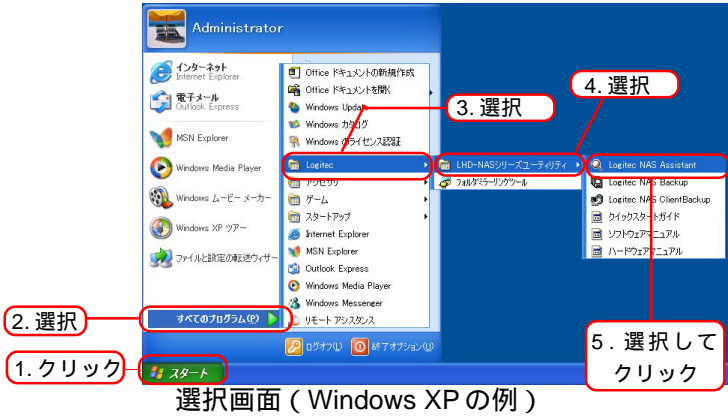 Administrator
インターネット
Internet Explorer
電子メール
Outlook Express
MSN Explorer
Windows Media Player
Windows ムービー メーカー
Windows XP ツアー
ファイルと設定の転送ウィザー
すべてのプログラム(P)
Office ドキュメントの新規作成
Office ドキュメントを開く
Windows Update
Windows カタログ
Windows のライセンス認証
Logitec
アクセサリ
ゲーム
スタートアップ
Internet Explorer
MSN Explorer
Outlook Express
Windows Media Player
Windows Messenger
リモート アシスタンス
LHD-NASシリーズユーティリティ
フォルダミラーリングツール
Logitec NAS Assistant
Logitec NAS Backup
Logitec NAS ClientBackup
クイックスタートガイド
ソフトウェアマニュアル
ハードウェアマニュアル
ログオフ(L)
終了オプション(U)
スタート
1. クリック
2. 選択
3. 選択
4. 選択
5. 選択して
クリック
選択画面 ( Windows XP の例 )